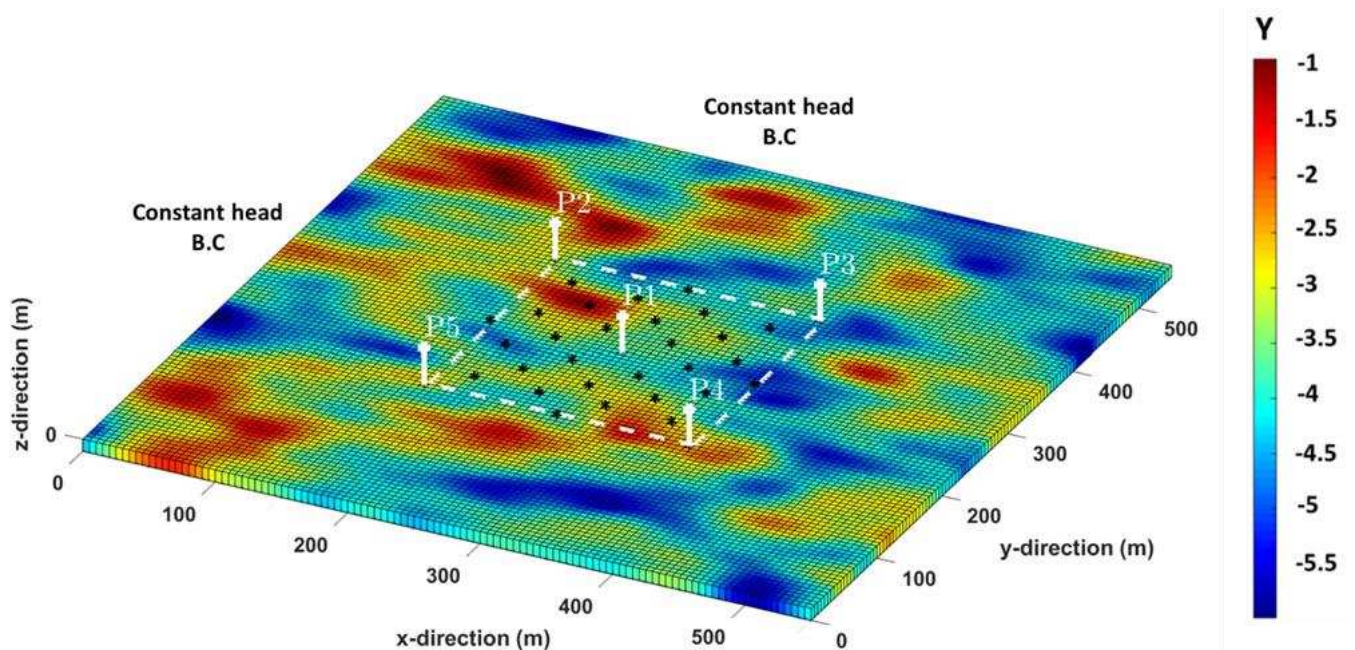 Y
-1
-1.5
-2
-2.5
-3
-3.5
-4
-4.5
-5
-5.5
Constant head
B.C
Constant head
B.C
P2
P3
P1
P5
P4
z-direction (m)
0
0
100
200
300
400
500
x-direction (m)
0
100
200
300
400
500
y-direction (m)